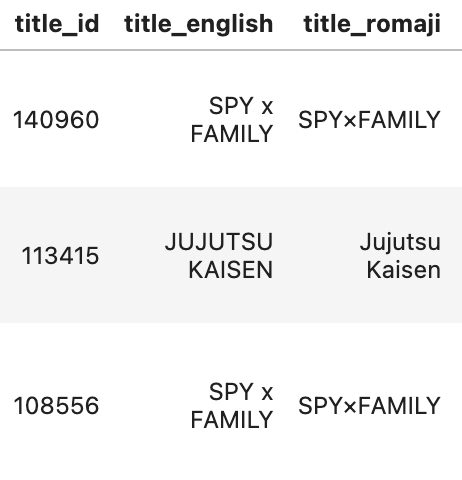 title_id title_english title_romaji
140960 SPY x FAMILY SPY×FAMILY
113415 JUJUTSU KAISEN Jujutsu Kaisen
108556 SPY x FAMILY SPY×FAMILY